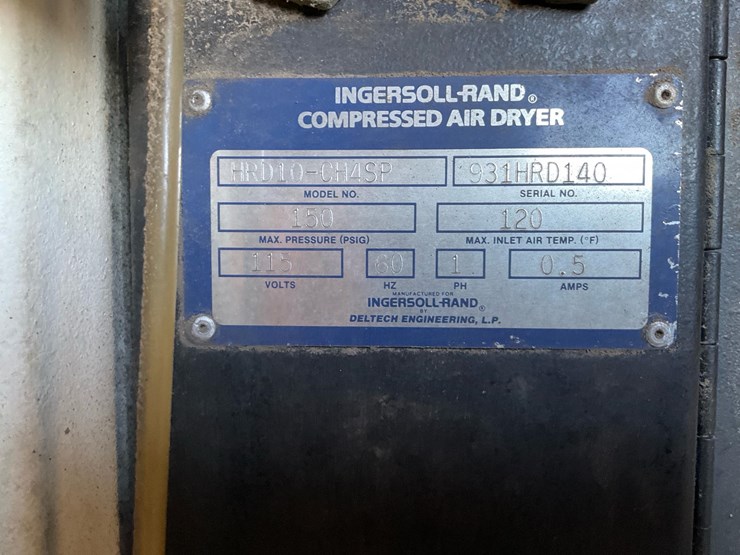 INGERSOLL-RAND®
COMPRESSED AIR DRYER
HRD10-CH4SP 931HRD140
MODEL NO. SERIAL NO.
150 120
MAX. PRESSURE (PSIG) MAX. INLET AIR TEMP. (°F)
115 60 1 0.5
VOLTS HZ PH AMPS
MANUFACTURED FOR
INGERSOLL-RAND®
BY
DELTECH ENGINEERING, L.P.